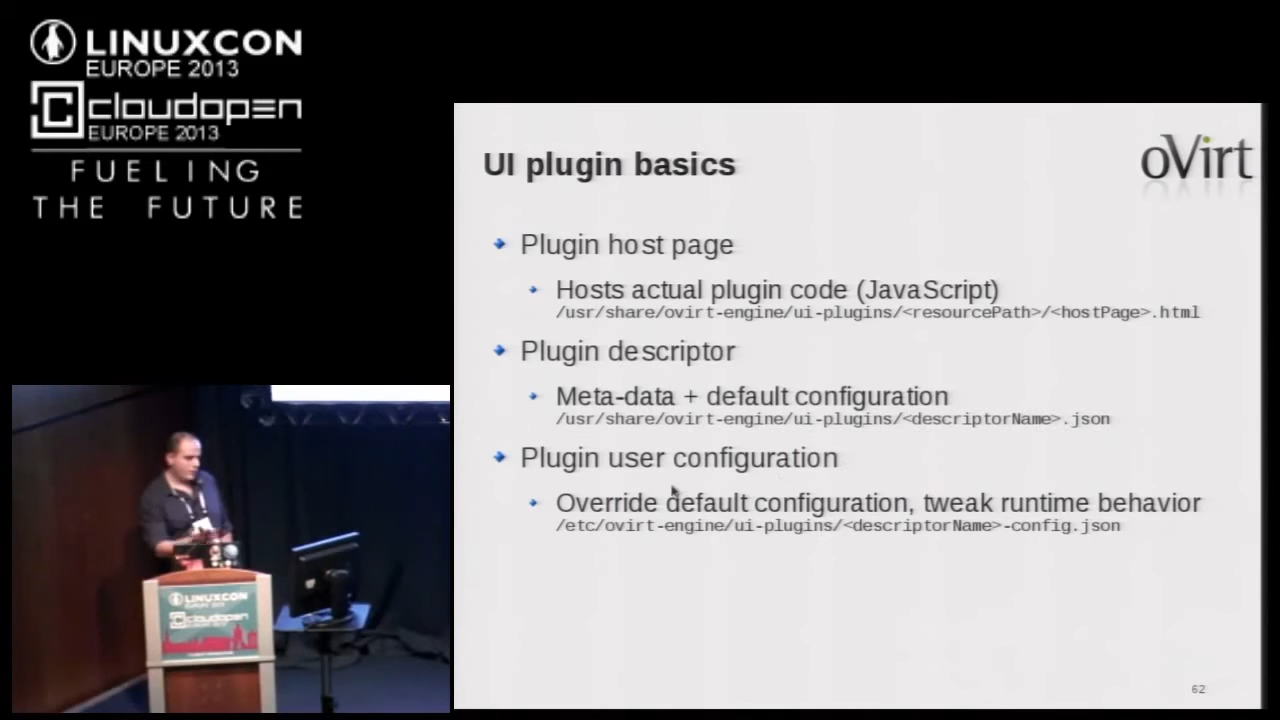 LINUXCON
EUROPE 2013
cloudopen
EUROPE 2013
FUELING
THE FUTURE
UI plugin basics
oVirt
Plugin host page
Hosts actual plugin code (JavaScript)
/usr/share/ovirt-engine/ui-plugins/<resourcePath>/<hostPage>.html
Plugin descriptor
Meta-data + default configuration
/usr/share/ovirt-engine/ui-plugins/<descriptorName>.json
Plugin user configuration
Override default configuration, tweak runtime behavior
/etc/ovirt-engine/ui-plugins/<descriptorName>-config.json
62
LINUXCON
cloudopen